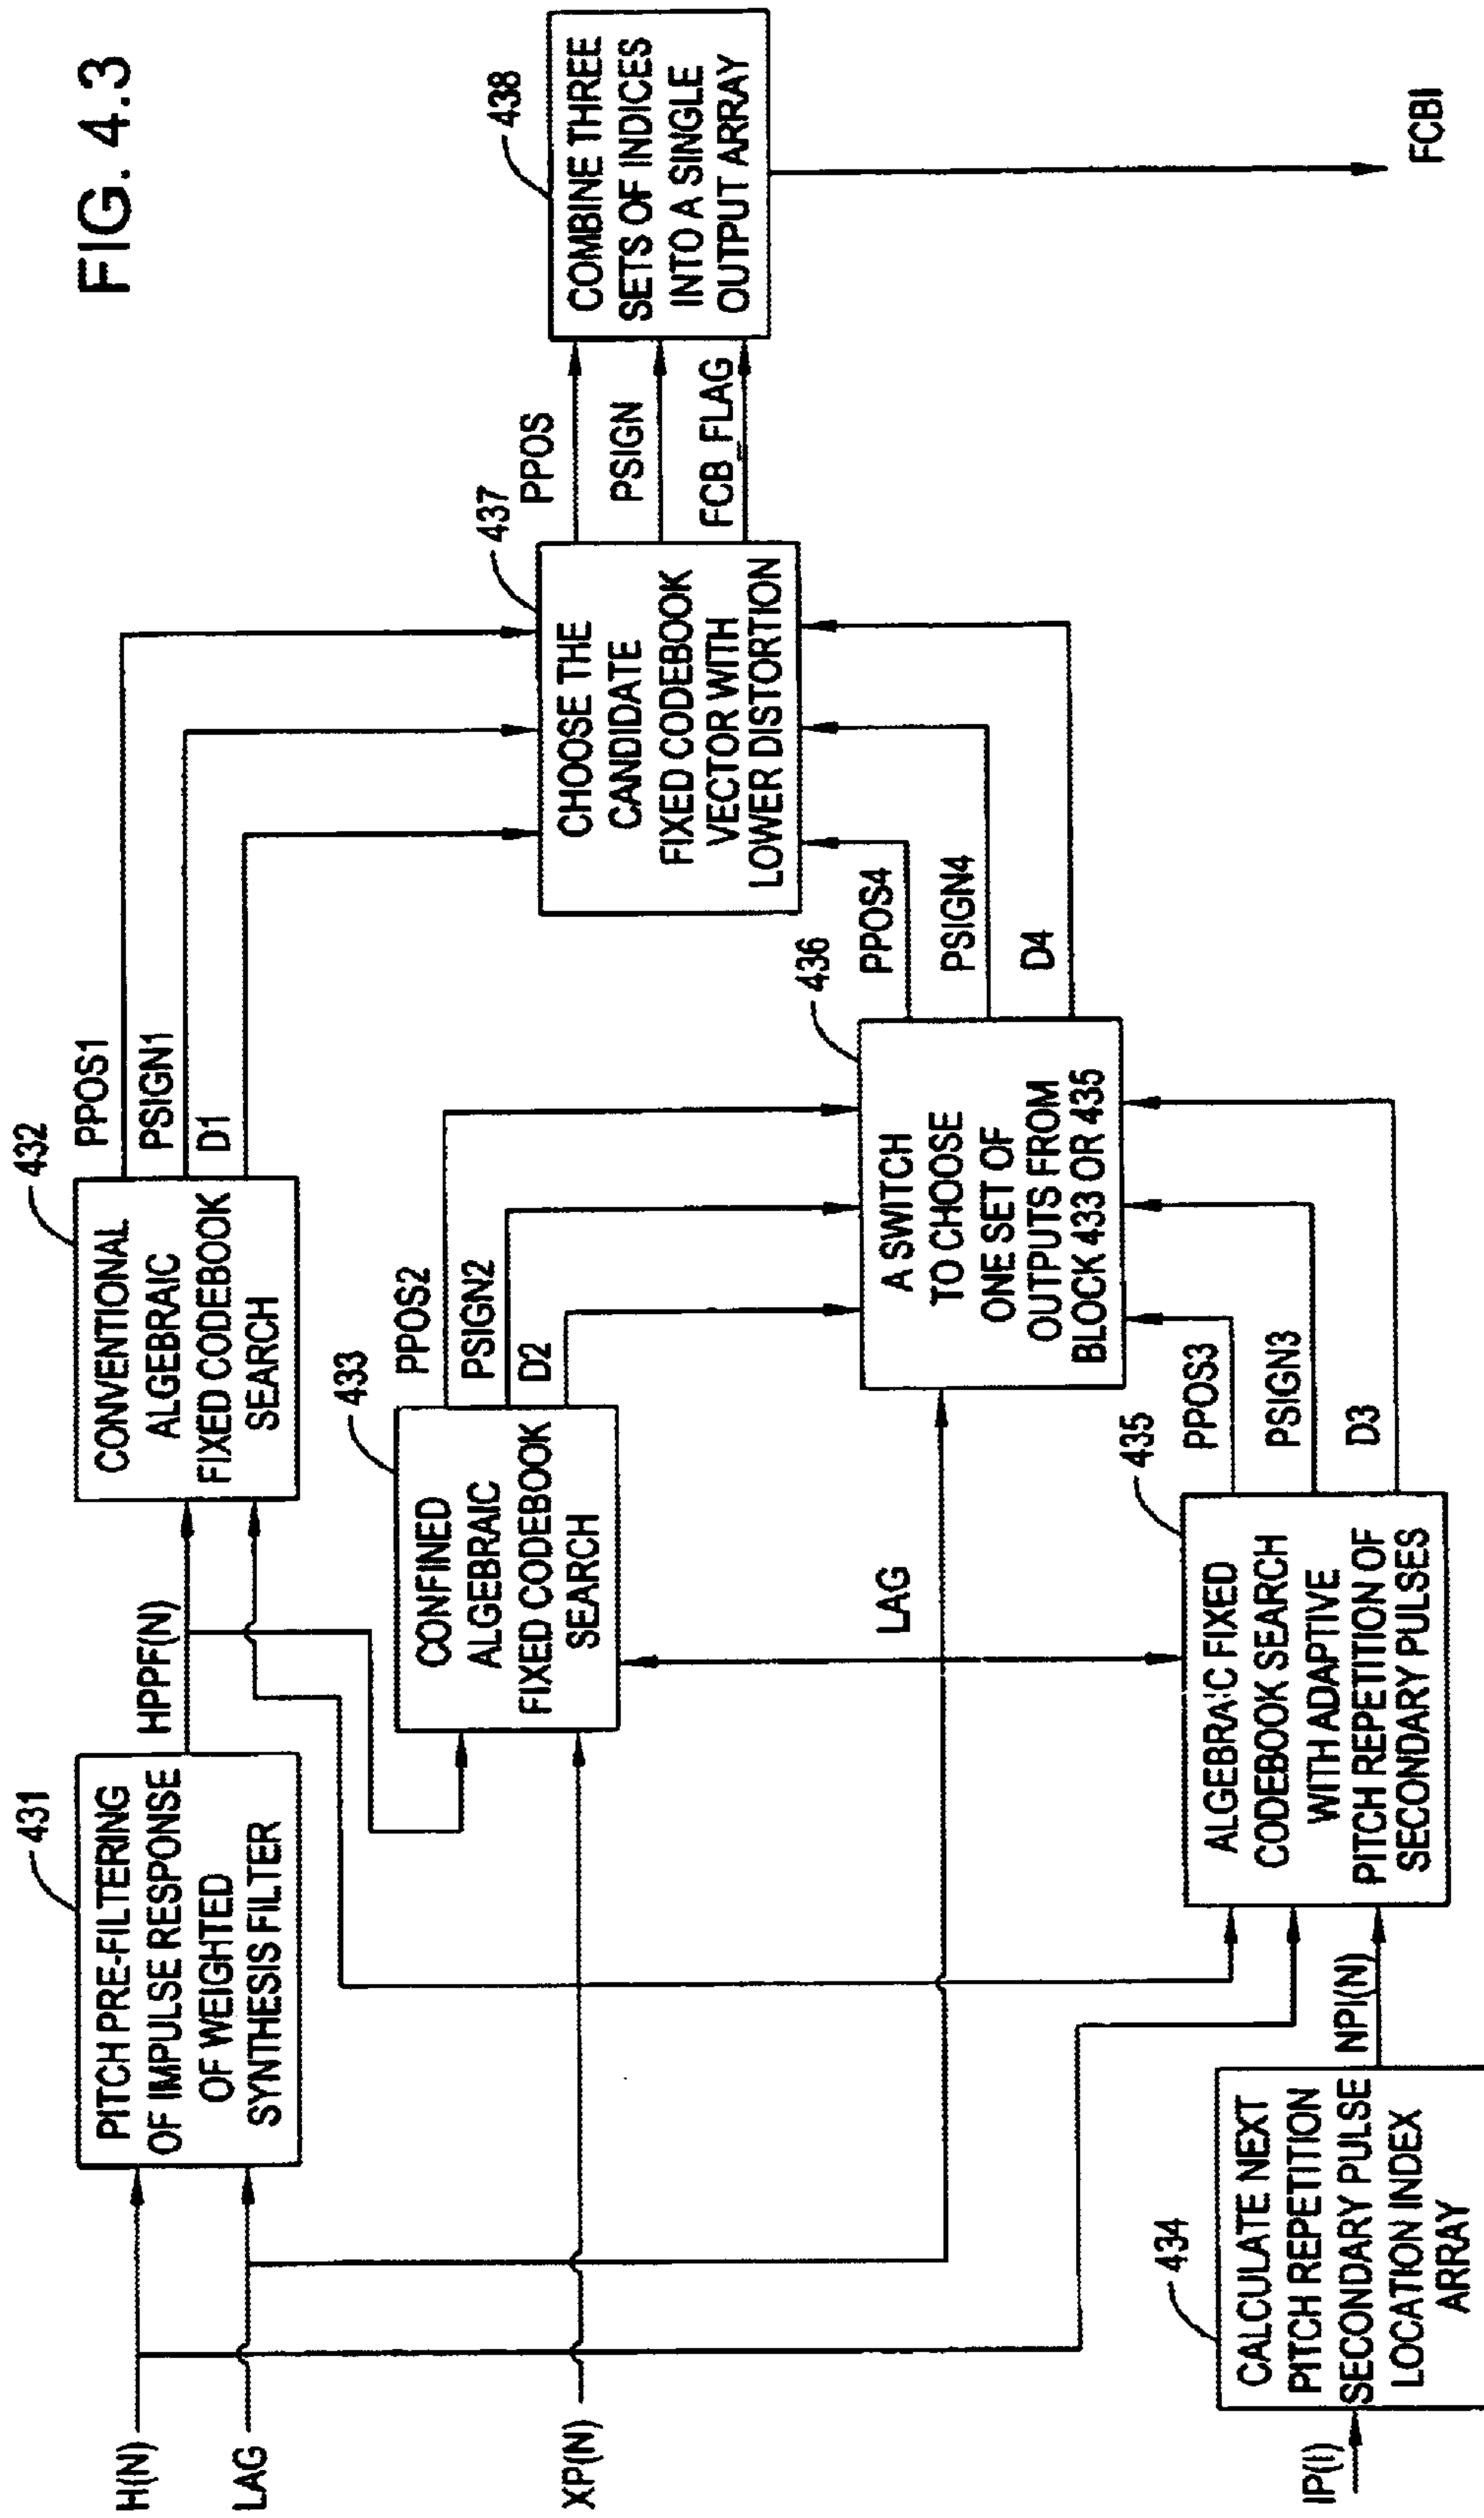 FIG. 4.3
H(N)
LAG
XP(N)
IP(I)
431
PITCH PRE-FILTERING
OF IMPULSE RESPONSE
OF WEIGHTED
SYNTHESIS FILTER
HPPF(N)
432
CONVENTIONAL
ALGEBRAIC
FIXED CODEBOOK
SEARCH
PPOS1
PSIGN1
D1
433
CONFINED
ALGEBRAIC
FIXED CODEBOOK
SEARCH
PPOS2
PSIGN2
D2
LAG
434
CALCULATE NEXT
PITCH REPETITION
SECONDARY PULSE
LOCATION INDEX
ARRAY
NPI(N)
435
ALGEBRAIC FIXED
CODEBOOK SEARCH
WITH ADAPTIVE
PITCH REPETITION OF
SECONDARY PULSES
PPOS3
PSIGN3
D3
436
A SWITCH
TO CHOOSE
ONE SET OF
OUTPUTS FROM
BLOCK 433 OR 435
PPOS4
PSIGN4
D4
437
CHOOSE THE
CANDIDATE
FIXED CODEBOOK
VECTOR WITH
LOWER DISTORTION
PPOS
PSIGN
FCB_FLAG
438
COMBINE THREE
SETS OF INDICES
INTO A SINGLE
OUTPUT ARRAY
FCBI